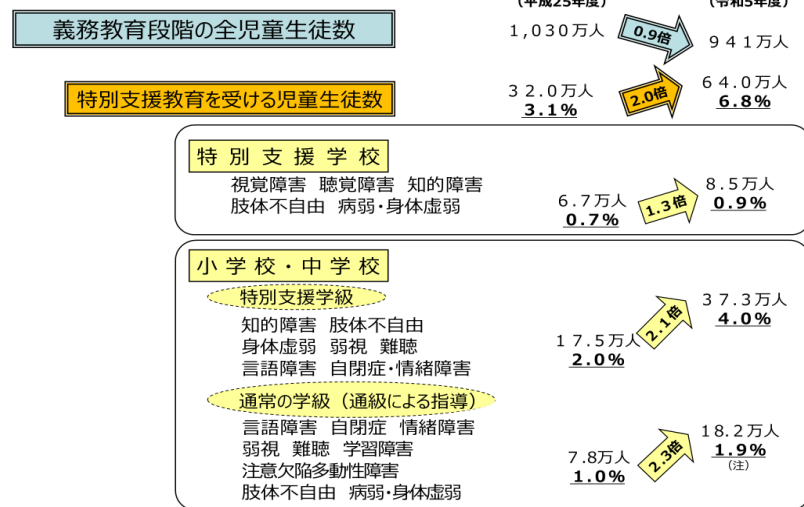 (平成25年度) (令和5年度)
義務教育段階の全児童生徒数 1,030万人 0.9倍 941万人
特別支援教育を受ける児童生徒数 32.0万人 2.0倍 64.0万人
3.1% 6.8%
特別支援学校
視覚障害 聴覚障害 知的障害
肢体不自由 病弱・身体虚弱
6.7万人 1.3倍 8.5万人
0.7% 0.9%
小学校・中学校
特別支援学級
知的障害 肢体不自由
身体虚弱 弱視 難聴
言語障害 自閉症・情緒障害
17.5万人 2.1倍 37.3万人
2.0% 4.0%
通常の学級（通級による指導）
言語障害 自閉症 情緒障害
弱視 難聴 学習障害
注意欠陥多動性障害
肢体不自由 病弱・身体虚弱
7.8万人 2.3倍 18.2万人
1.0% 1.9%
(注)